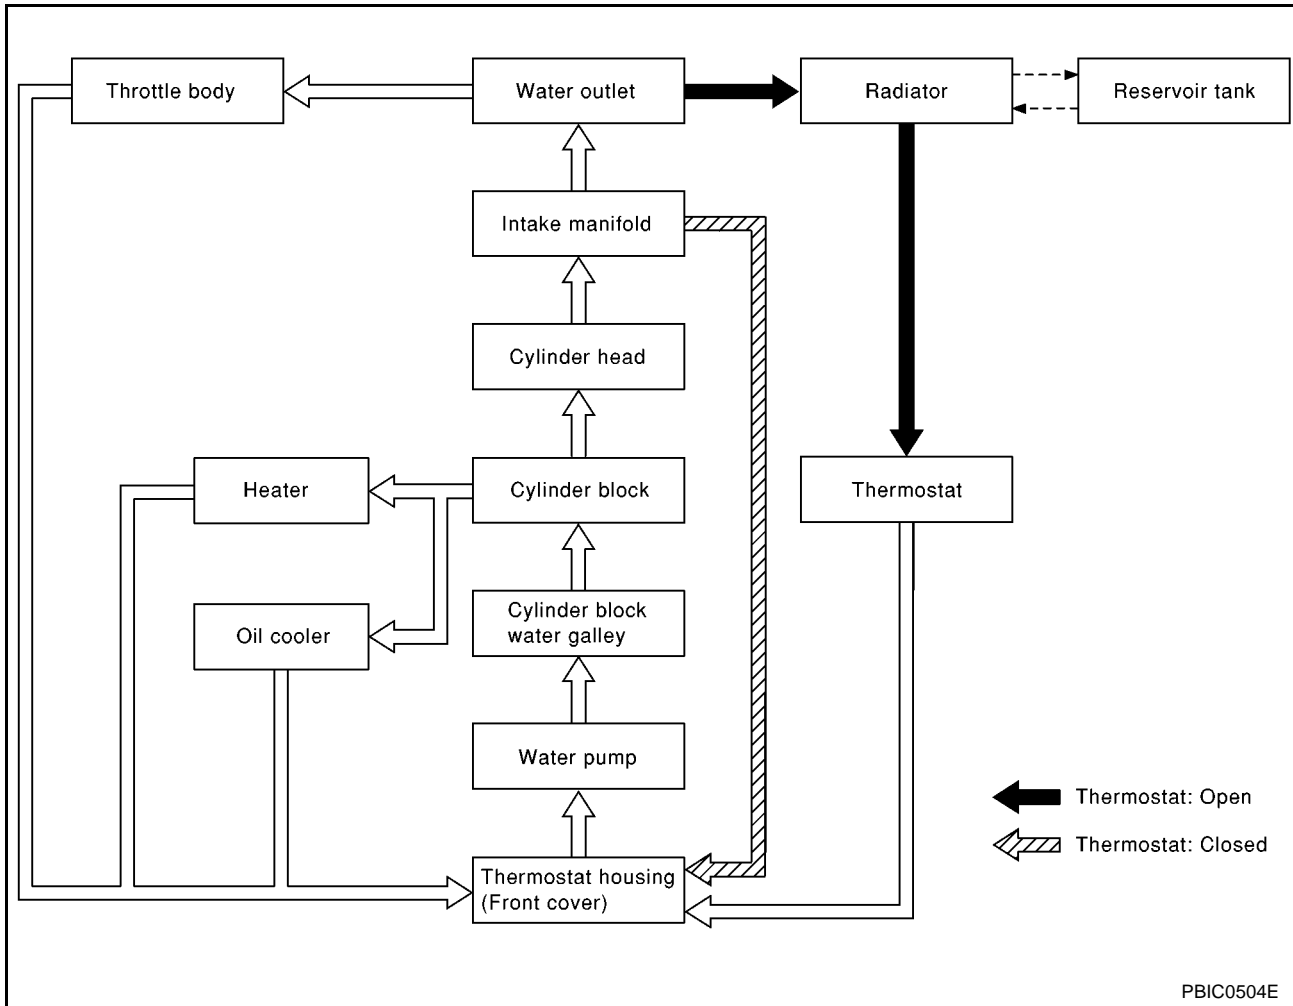 Throttle body
Water outlet
Radiator
Reservoir tank
Intake manifold
Cylinder head
Heater
Cylinder block
Thermostat
Oil cooler
Cylinder block
water galley
Water pump
Thermostat: Open
Thermostat: Closed
Thermostat housing
(Front cover)
PBIC0504E